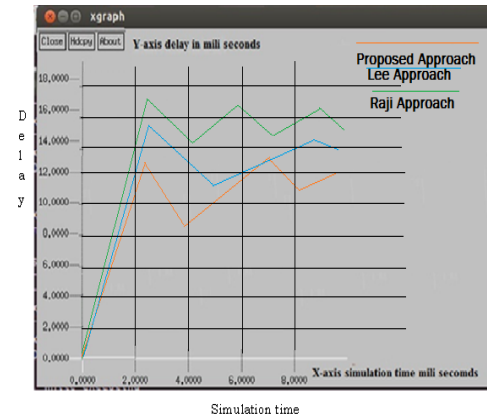 xgraph
Close Hdcpy About
Y-axis delay in mili seconds
Proposed Approach
Lee Approach
Raji Approach
Delay
18,0000
16,0000
14,0000
12,0000
10,0000
0,0000
6,0000
4,0000
2,0000
0,0000
0,0000 2,0000 4,0000 6,0000 8,0000
X-axis simulation time mili seconds
Simulation time